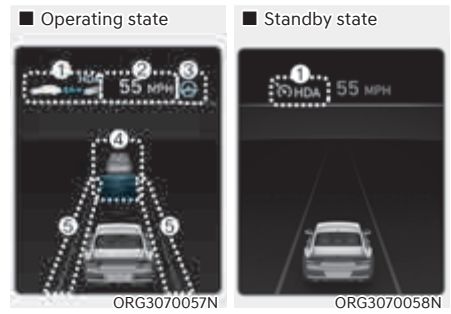 ■ Operating state
■ Standby state
① ② ③
55 MPH
④
⑤ ⑤
ORG3070057N
①
HDA 55 MPH
ORG3070058N